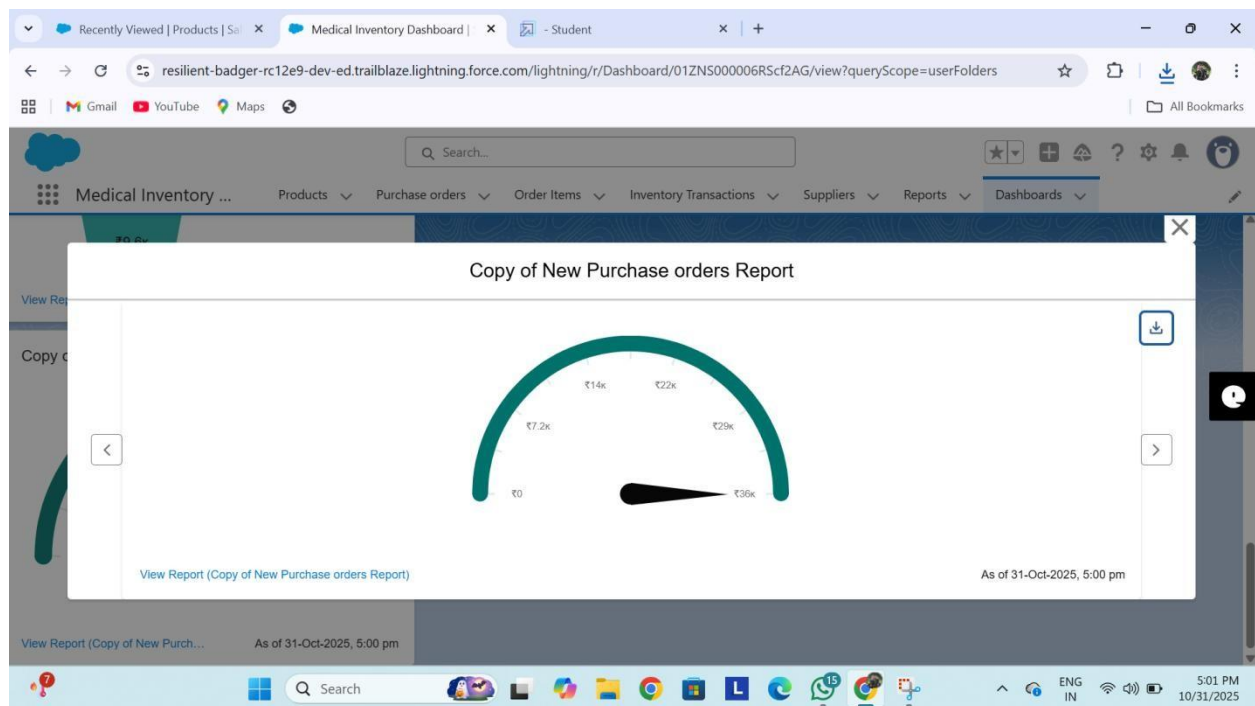 Recently Viewed | Products | Sal
Medical Inventory Dashboard |
- Student
resilient-badger-rc12e9-dev-ed.trailblaze.lightning.force.com/lightning/r/Dashboard/01ZNS000006RScf2AG/view?queryScope=userFolders
Gmail YouTube Maps
All Bookmarks
Search...
Medical Inventory ... Products Purchase orders Order Items Inventory Transactions Suppliers Reports Dashboards
₹9.6k
Copy of New Purchase orders Report
View Rep
Copy o
₹14K ₹22K
₹7.2K ₹29K
₹0 ₹36K
View Report (Copy of New Purchase orders Report) As of 31-Oct-2025, 5:00 pm
View Report (Copy of New Purch... As of 31-Oct-2025, 5:00 pm
7
Search
L
15
ENG
IN
5:01 PM
10/31/2025